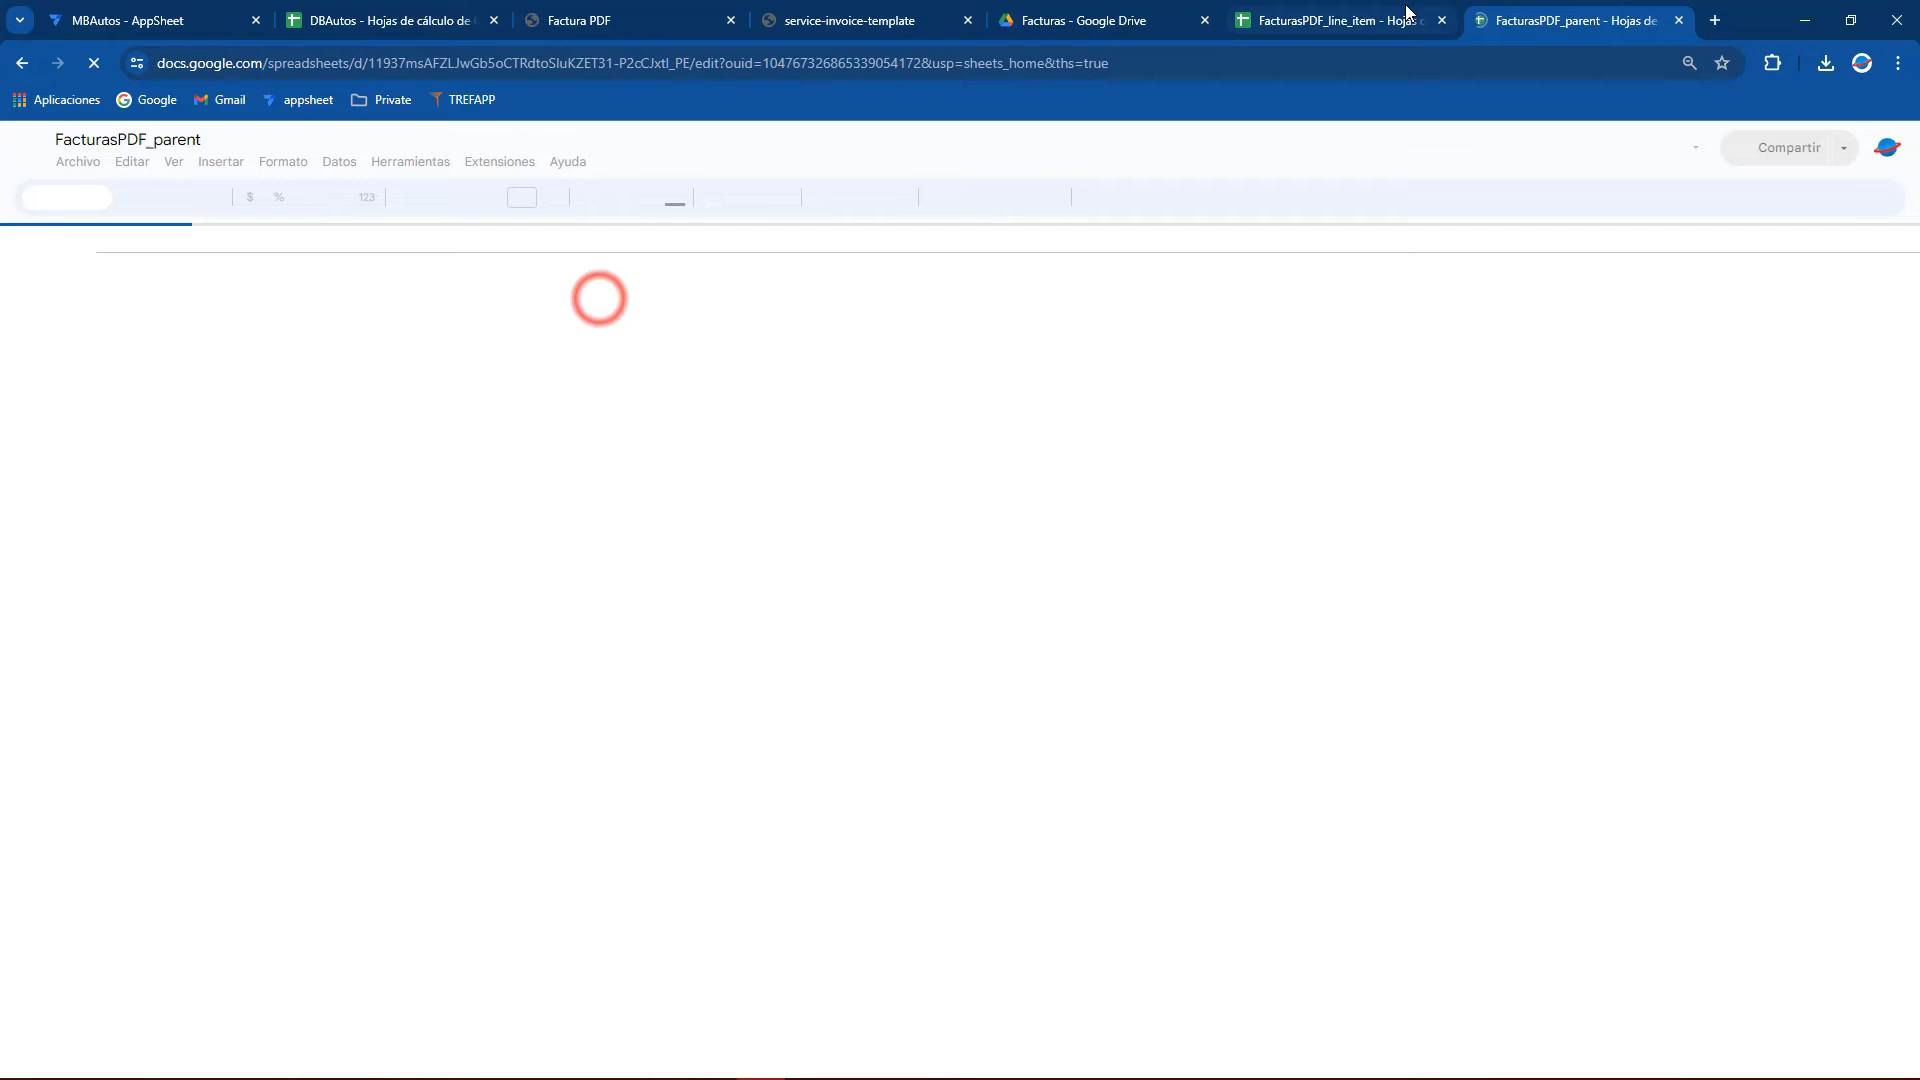 MBAutos - AppSheet
DBAutos - Hojas de cálculo de
Factura PDF
service-invoice-template
Facturas - Google Drive
FacturasPDF_line_item - Hojas
FacturasPDF_parent - Hojas de
docs.google.com/spreadsheets/d/11937msAFZLJwGb5oCTRdtoSluKZET31-P2cCJxtl_PE/edit?ouid=104767326865339054172&usp=sheets_home&ths=true
Aplicaciones
Google
Gmail
appsheet
Private
TREFAPP
FacturasPDF_parent
Archivo Editar Ver Insertar Formato Datos Herramientas Extensiones Ayuda
Compartir
$ % 123